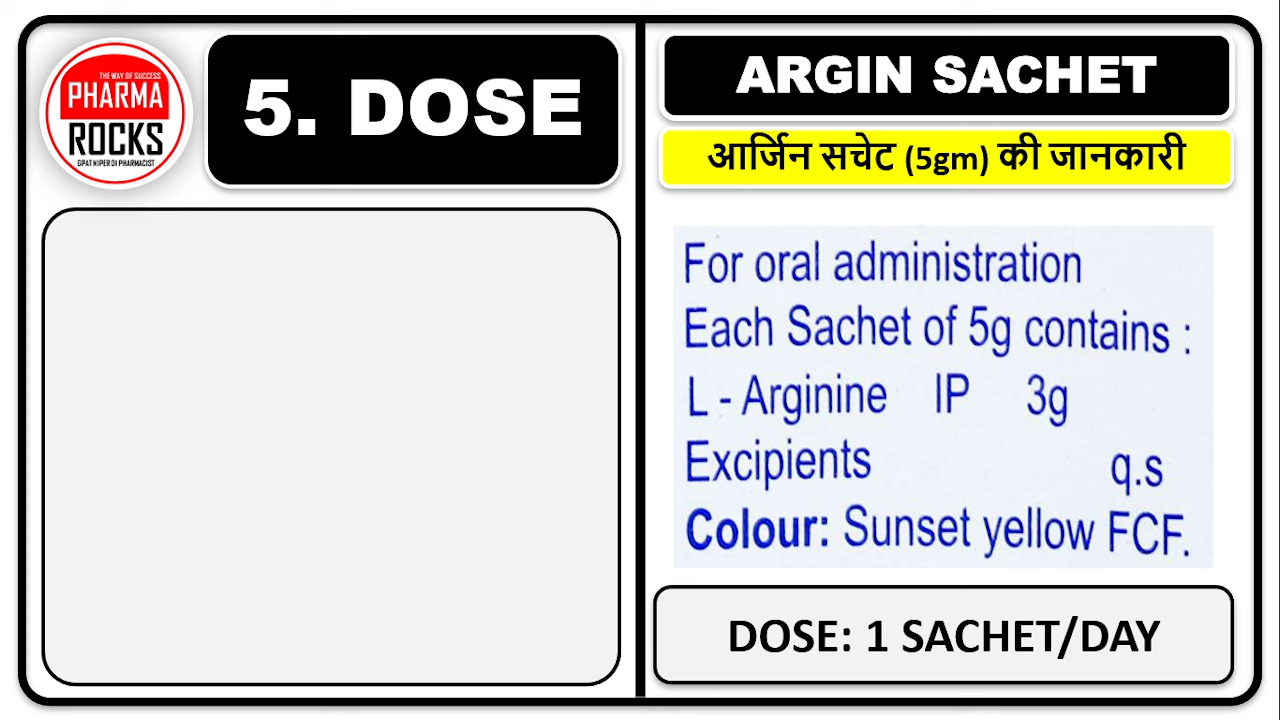 THE WAY OF SUCCESS
PHARMA
ROCKS
GPAT NIPER DI PHARMACIST
5. DOSE
ARGIN SACHET
आर्जिन सचेट (5gm) की जानकारी
For oral administration
Each Sachet of 5g contains :
L - Arginine IP 3g
Excipients q.s
Colour: Sunset yellow FCF.
DOSE: 1 SACHET/DAY